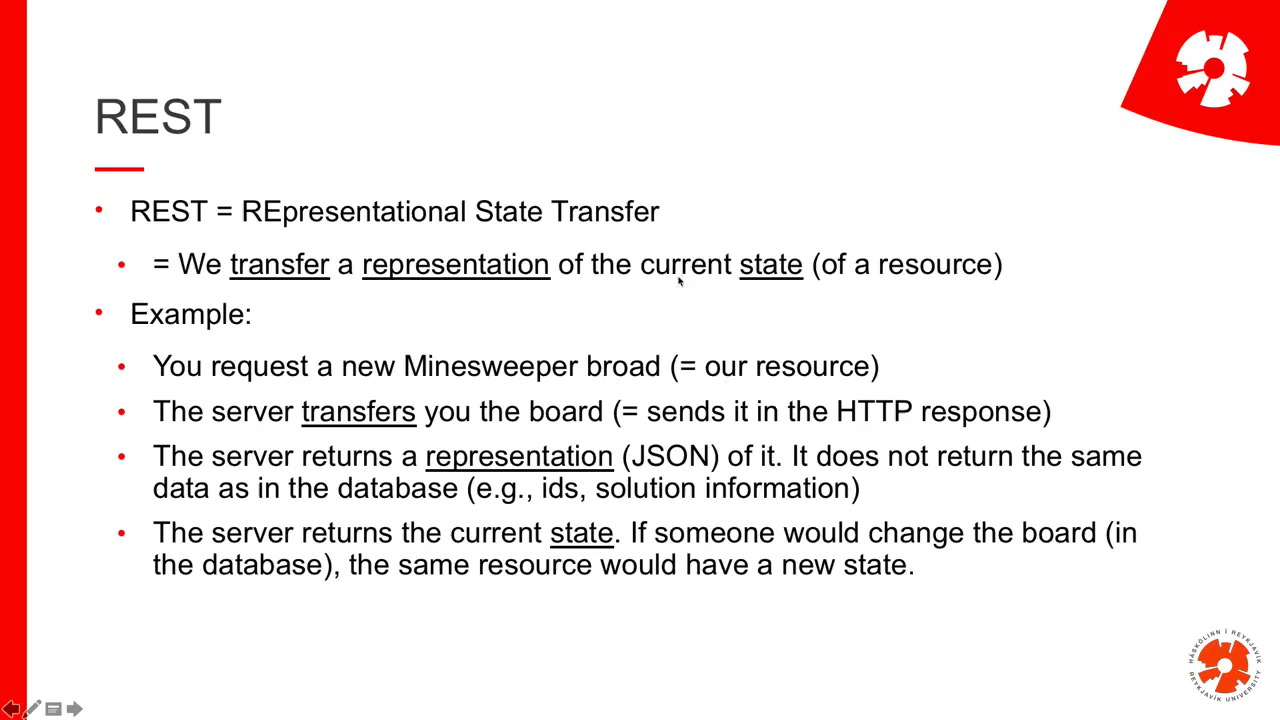 REST
• REST = REpresentational State Transfer
• = We transfer a representation of the current state (of a resource)
• Example:
• You request a new Minesweeper broad (= our resource)
• The server transfers you the board (= sends it in the HTTP response)
• The server returns a representation (JSON) of it. It does not return the same
data as in the database (e.g., ids, solution information)
• The server returns the current state. If someone would change the board (in
the database), the same resource would have a new state.
HÁSKÓLINN Í REYKJAVÍK
REYKJAVÍK UNIVERSITY